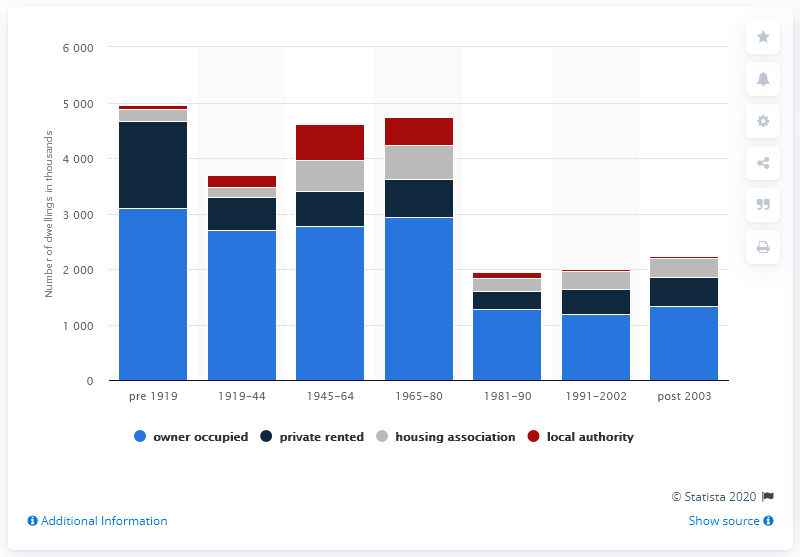 6 000
5 000
4 000
3 000
2 000
1 000
0
Number of dwellings in thousands
pre 1919 1919–44 1945–64 1965–80 1981–90 1991–2002 post 2003
owner occupied private rented housing association local authority
© Statista 2020
Additional Information Show source